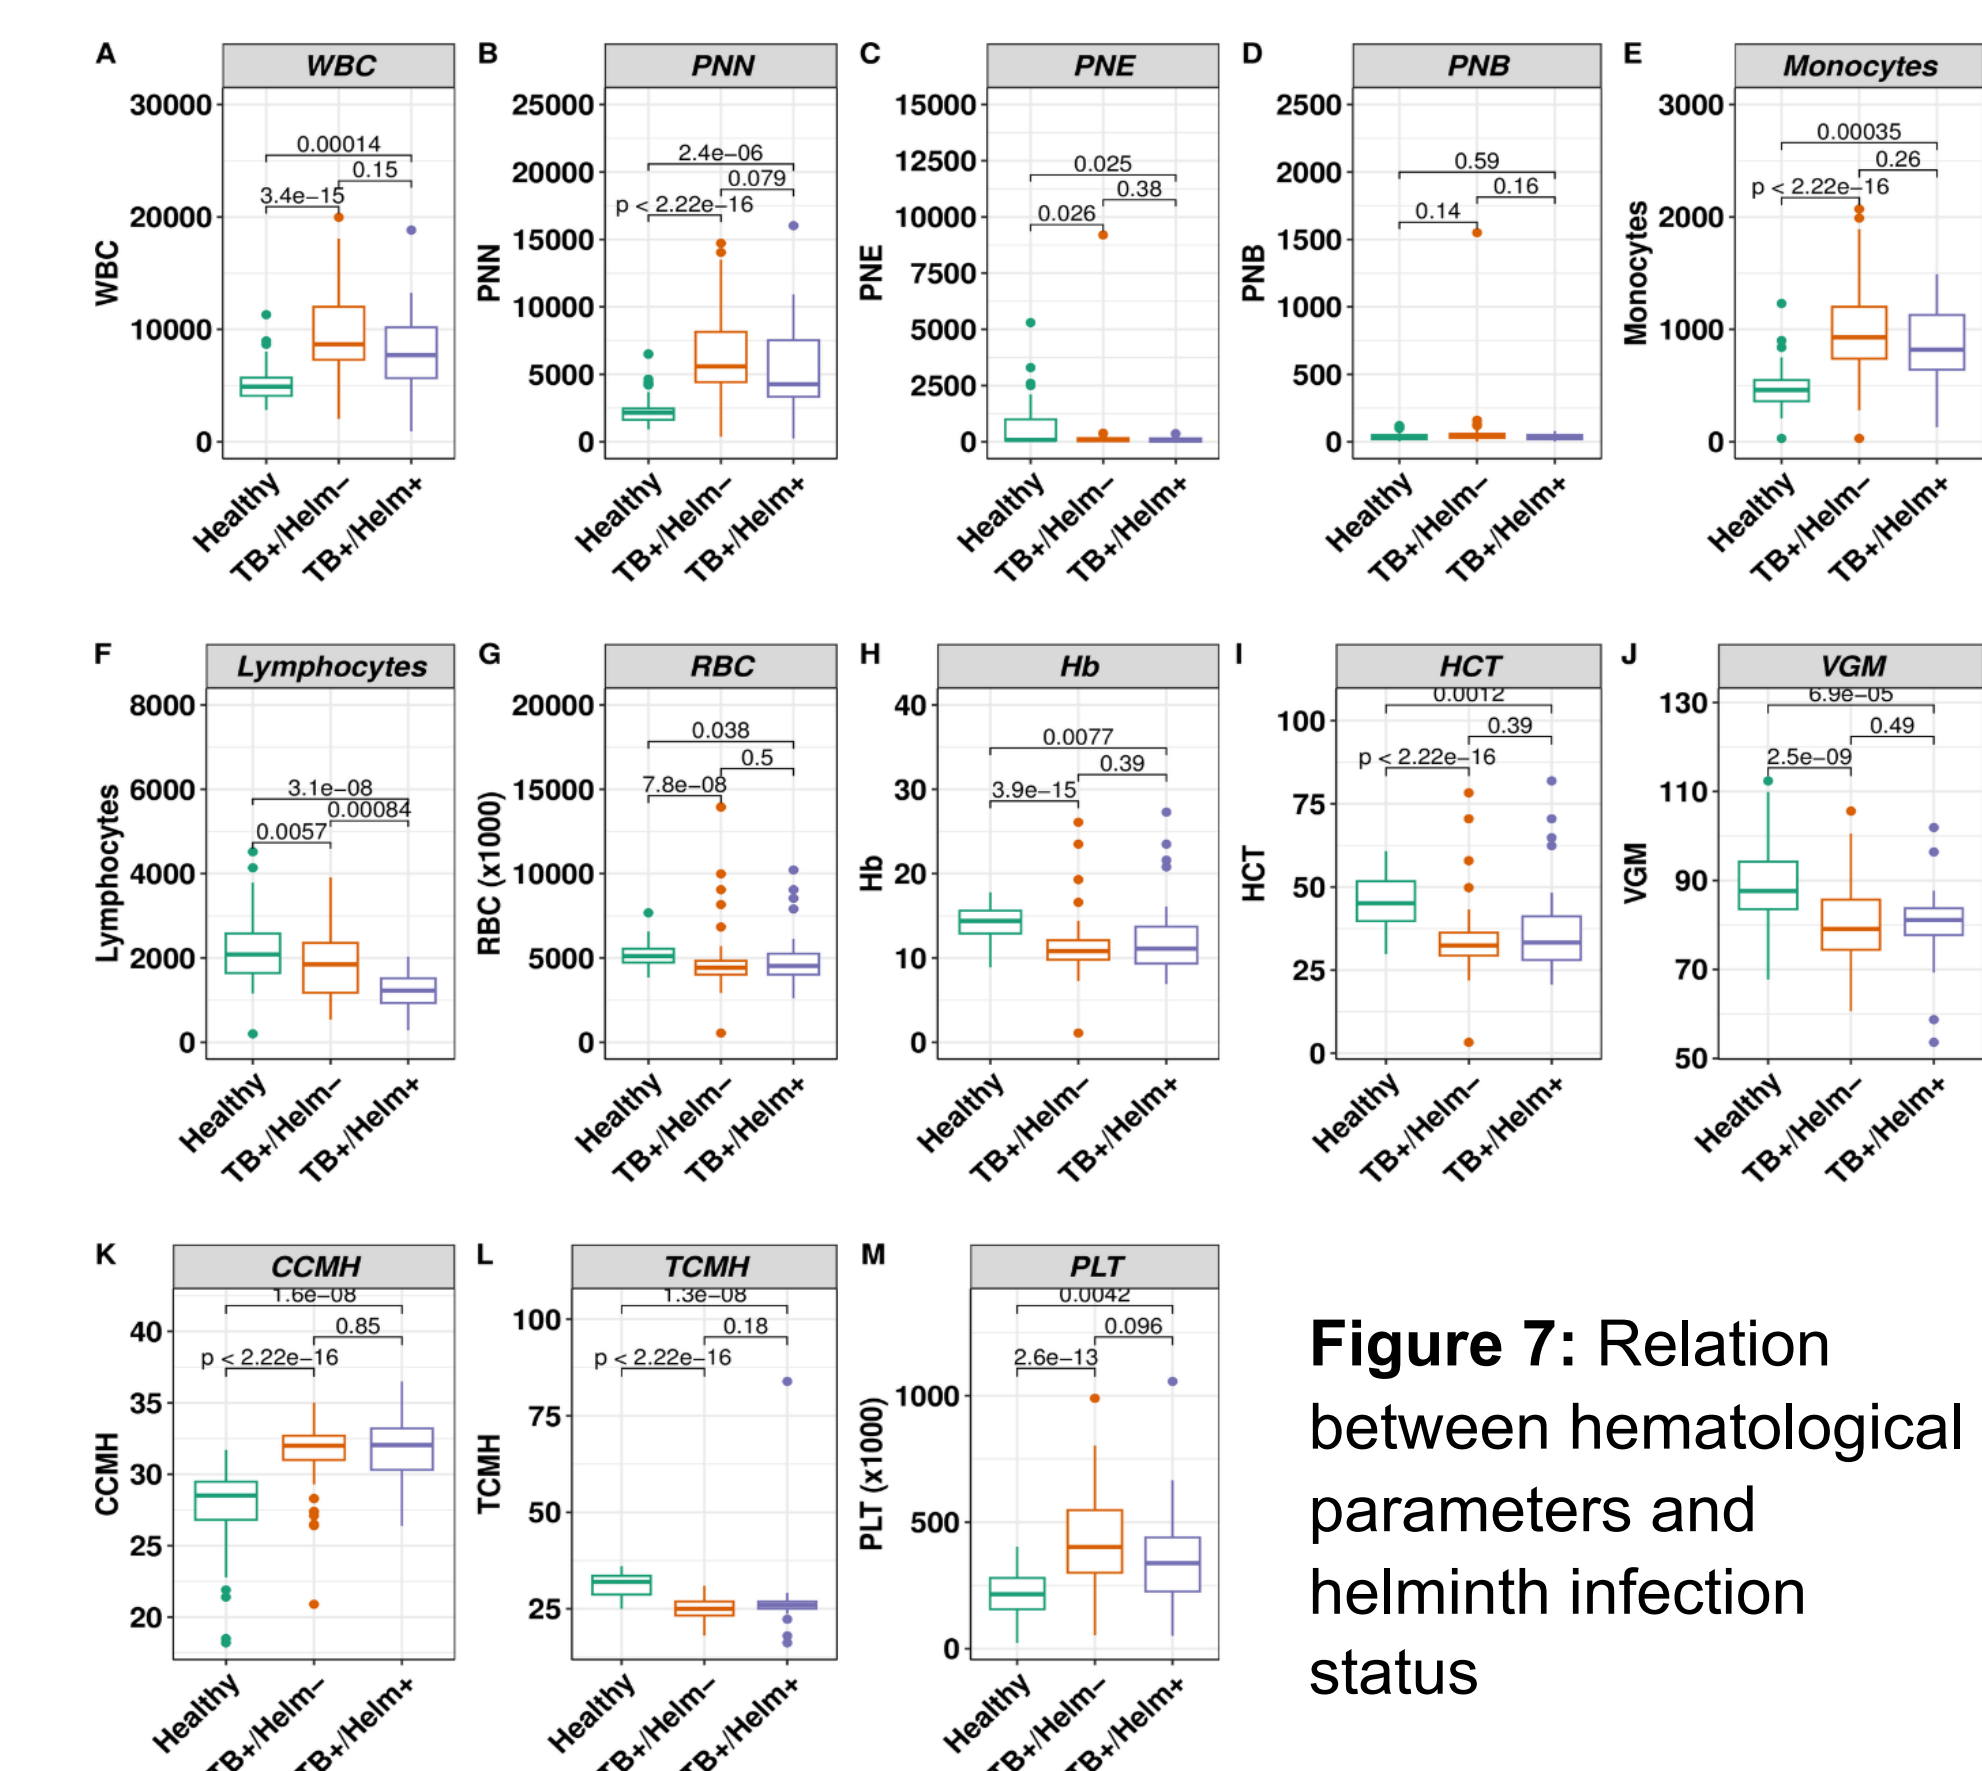 A WBC B PNN C PNE D PNB E Monocytes
WBC
30000
20000
10000
0
0.00014
0.15
3.4e−15
Healthy
TB+/Helm−
TB+/Helm+
PNN
25000
20000
15000
10000
5000
0
2.4e−06
0.079
p < 2.22e−16
Healthy
TB+/Helm−
TB+/Helm+
PNE
15000
12500
10000
7500
5000
2500
0
0.025
0.38
0.026
Healthy
TB+/Helm−
TB+/Helm+
PNB
2500
2000
1500
1000
500
0
0.59
0.16
0.14
Healthy
TB+/Helm−
TB+/Helm+
Monocytes
3000
2000
1000
0
0.00035
0.26
p < 2.22e−16
Healthy
TB+/Helm−
TB+/Helm+
F Lymphocytes G RBC H Hb I HCT J VGM
Lymphocytes
8000
6000
4000
2000
0
3.1e−08
0.00084
0.0057
Healthy
TB+/Helm−
TB+/Helm+
RBC (x1000)
20000
15000
10000
5000
0
0.038
0.5
7.8e−08
Healthy
TB+/Helm−
TB+/Helm+
Hb
40
30
20
10
0
0.0077
0.39
3.9e−15
Healthy
TB+/Helm−
TB+/Helm+
HCT
100
75
50
25
0
0.0012
0.39
p < 2.22e−16
Healthy
TB+/Helm−
TB+/Helm+
VGM
130
110
90
70
50
6.9e−05
0.49
2.5e−09
Healthy
TB+/Helm−
TB+/Helm+
K CCMH L TCMH M PLT
CCMH
40
35
30
25
20
1.6e−08
0.85
p < 2.22e−16
Healthy
TB+/Helm−
TB+/Helm+
TCMH
100
75
50
25
1.3e−08
0.18
p < 2.22e−16
Healthy
TB+/Helm−
TB+/Helm+
PLT (x1000)
1000
500
0
0.0042
0.096
2.6e−13
Healthy
TB+/Helm−
TB+/Helm+
Figure 7: Relation
between hematological
parameters and
helminth infection
status